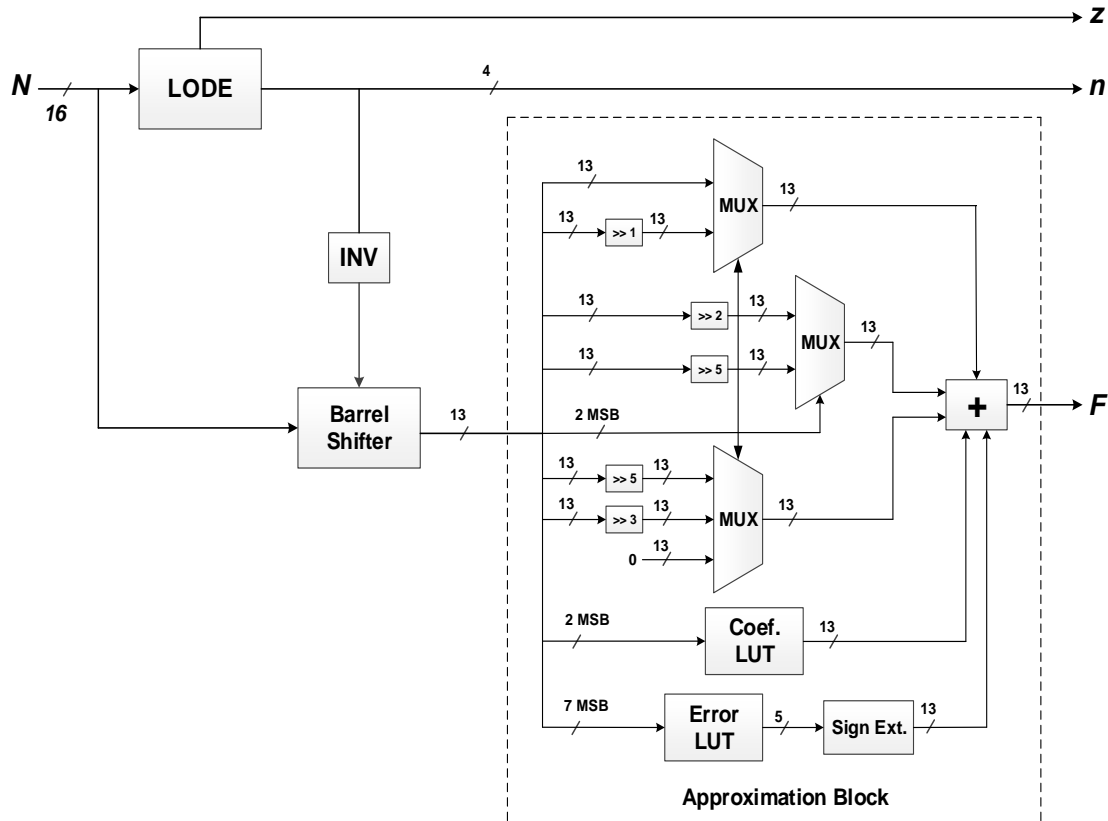 z
N
16
LODE
4
n
13
MUX
13
13
>> 1
13
INV
13
>> 2
13
MUX
13
13
>> 5
13
Barrel
Shifter
13
2 MSB
+
13
F
13
>> 5
13
13
>> 3
13
MUX
13
0
13
2 MSB
Coef.
LUT
13
7 MSB
Error
LUT
5
Sign Ext.
13
Approximation Block